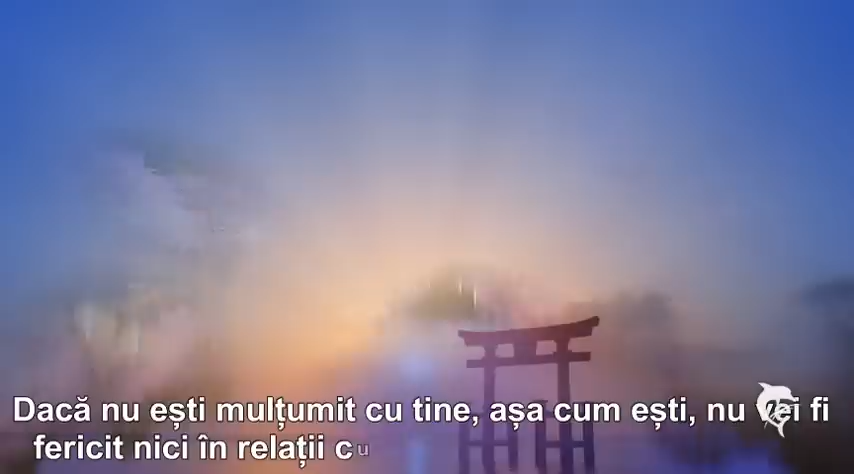 Dacă nu ești mulțumit cu tine, așa cum ești, nu vei fi
fericit nici în relații cu